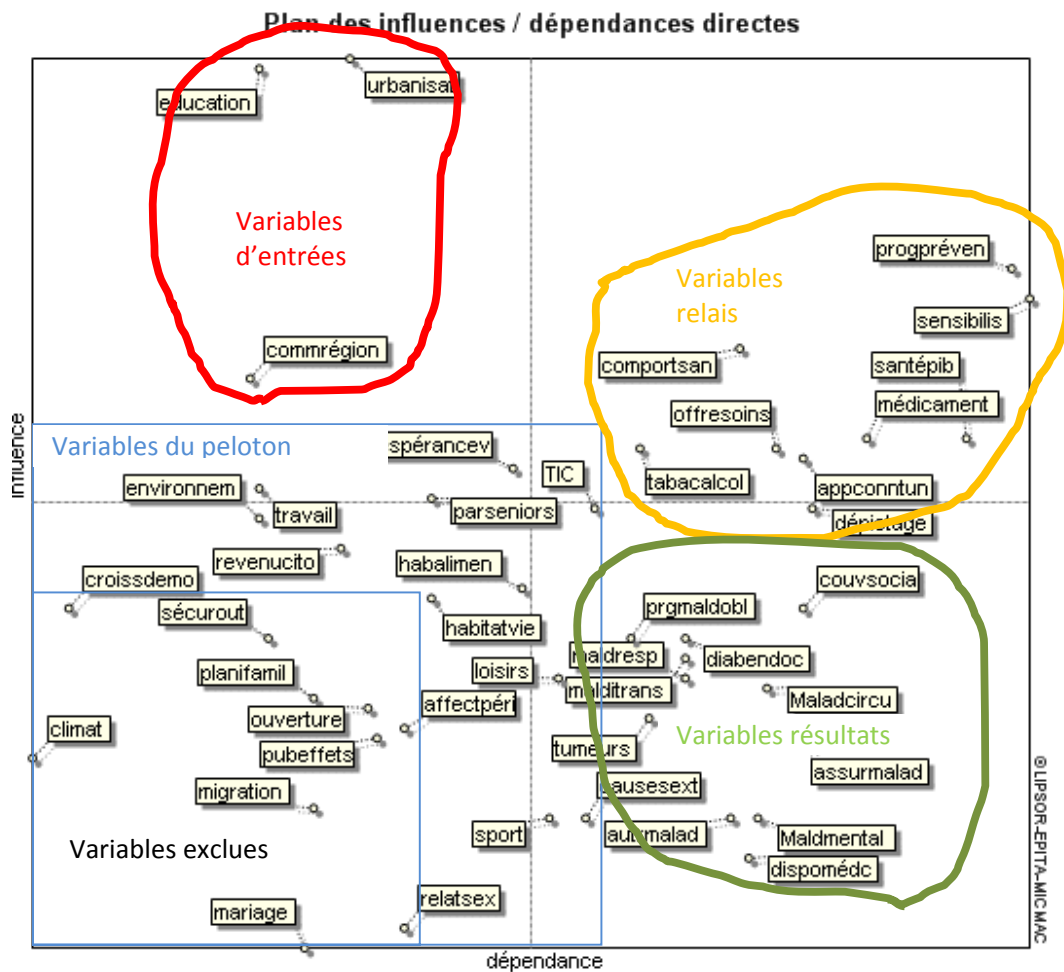 Plan des influences / dépendances directes
urbanisat
education
Variables
d'entrées
progpréven
Variables
relais
sensibilis
commrégion
comportsan
santépib
médicament
offresoins
influence
Variables du peloton
spérancev
TIC
tabacalcol
appconntun
environnem
travail
parseniors
dépistage
revenucito
habalimen
croissdemo
couvsocia
sécurout
prgmaldobl
habitatvie
maldresp
diabendoc
loisirs
malditrans
planifamil
Maladcircu
ouverture
affectpéri
climat
pubeffets
tumeurs
Variables résultats
assurmalad
migration
causesext
sport
autrmalad
Maldmental
Variables exclues
dispomédc
mariage
relatsex
dépendance
©LIPSOR-EPITA-MICMAC